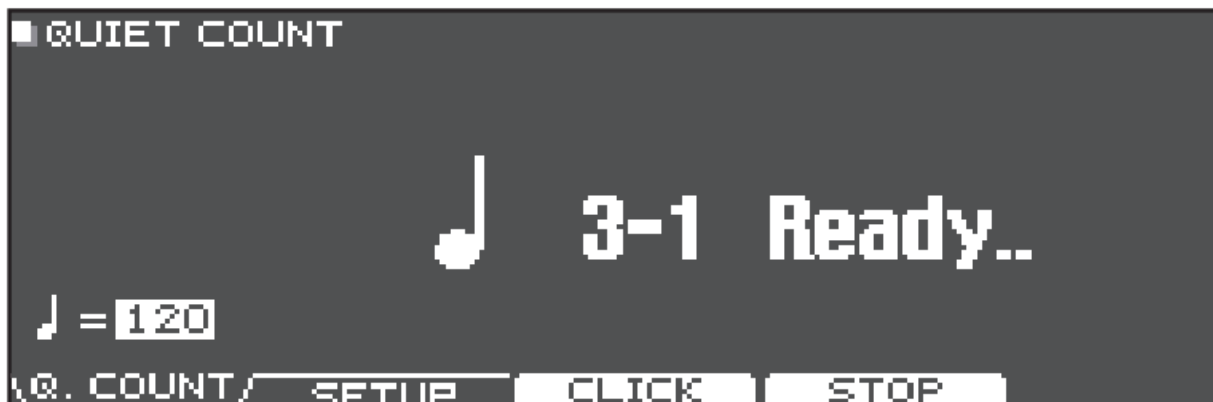 QUIET COUNT
3-1 Ready..
♩=120
Q. COUNT SETUP CLICK STOP